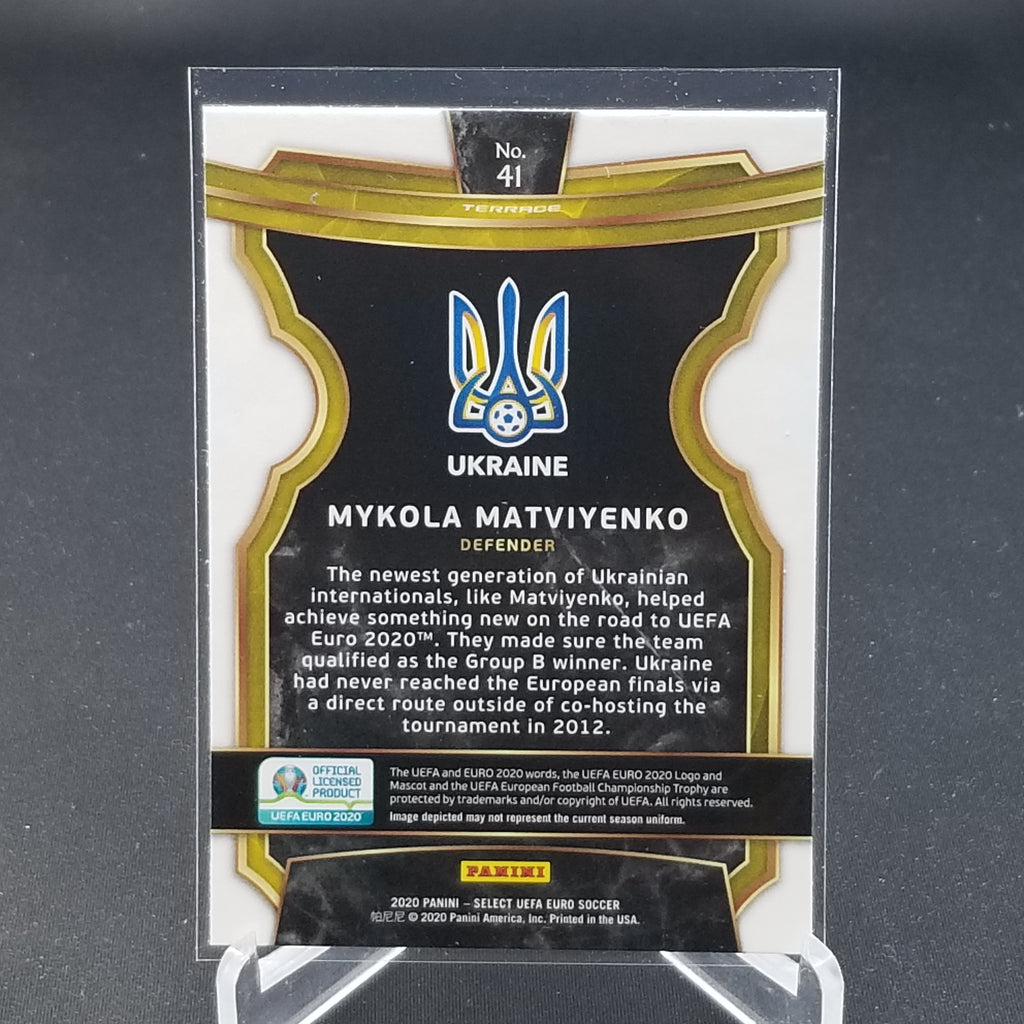 No.
41
TERRACE
UKRAINE
MYKOLA MATVIYENKO
DEFENDER
The newest generation of Ukrainian
internationals, like Matviyenko, helped
achieve something new on the road to UEFA
Euro 2020™. They made sure the team
qualified as the Group B winner. Ukraine
had never reached the European finals via
a direct route outside of co-hosting the
tournament in 2012.
OFFICIAL
LICENSED
PRODUCT
UEFA EURO2020
The UEFA and EURO 2020 words, the UEFA EURO 2020 Logo and
Mascot and the UEFA European Football Championship Trophy are
protected by trademarks and/or copyright of UEFA. All rights reserved.
Image depicted may not represent the current season uniform.
PANINI
2020 PANINI – SELECT UEFA EURO SOCCER
帕尼尼 © 2020 Panini America, Inc. Printed in the USA.